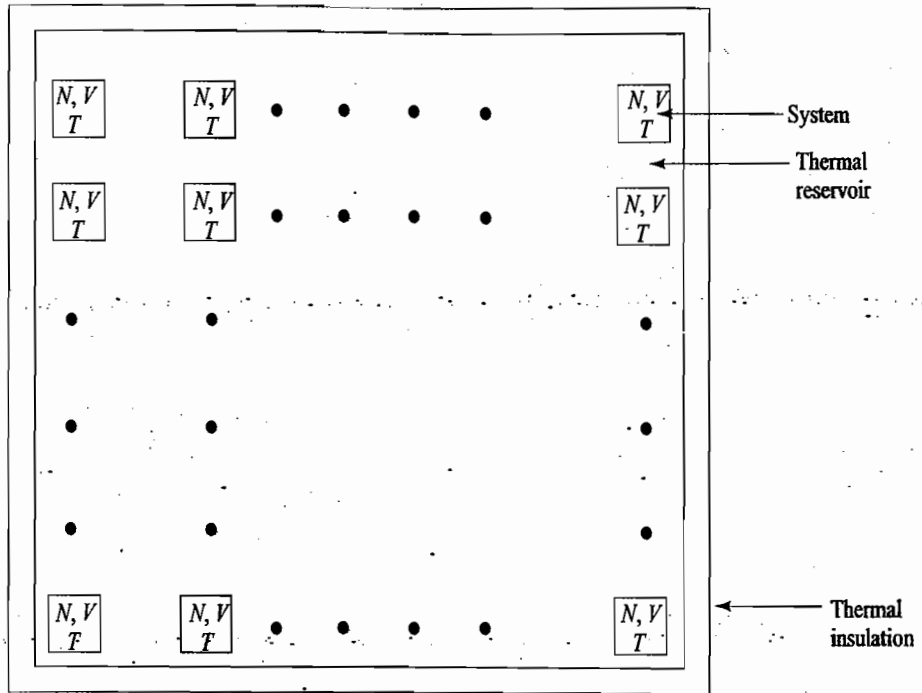 N, V N, V N, V
T T T
System
Thermal
reservoir
N, V N, V N, V
T T T
N, V N, V N, V
T T T
Thermal
insulation